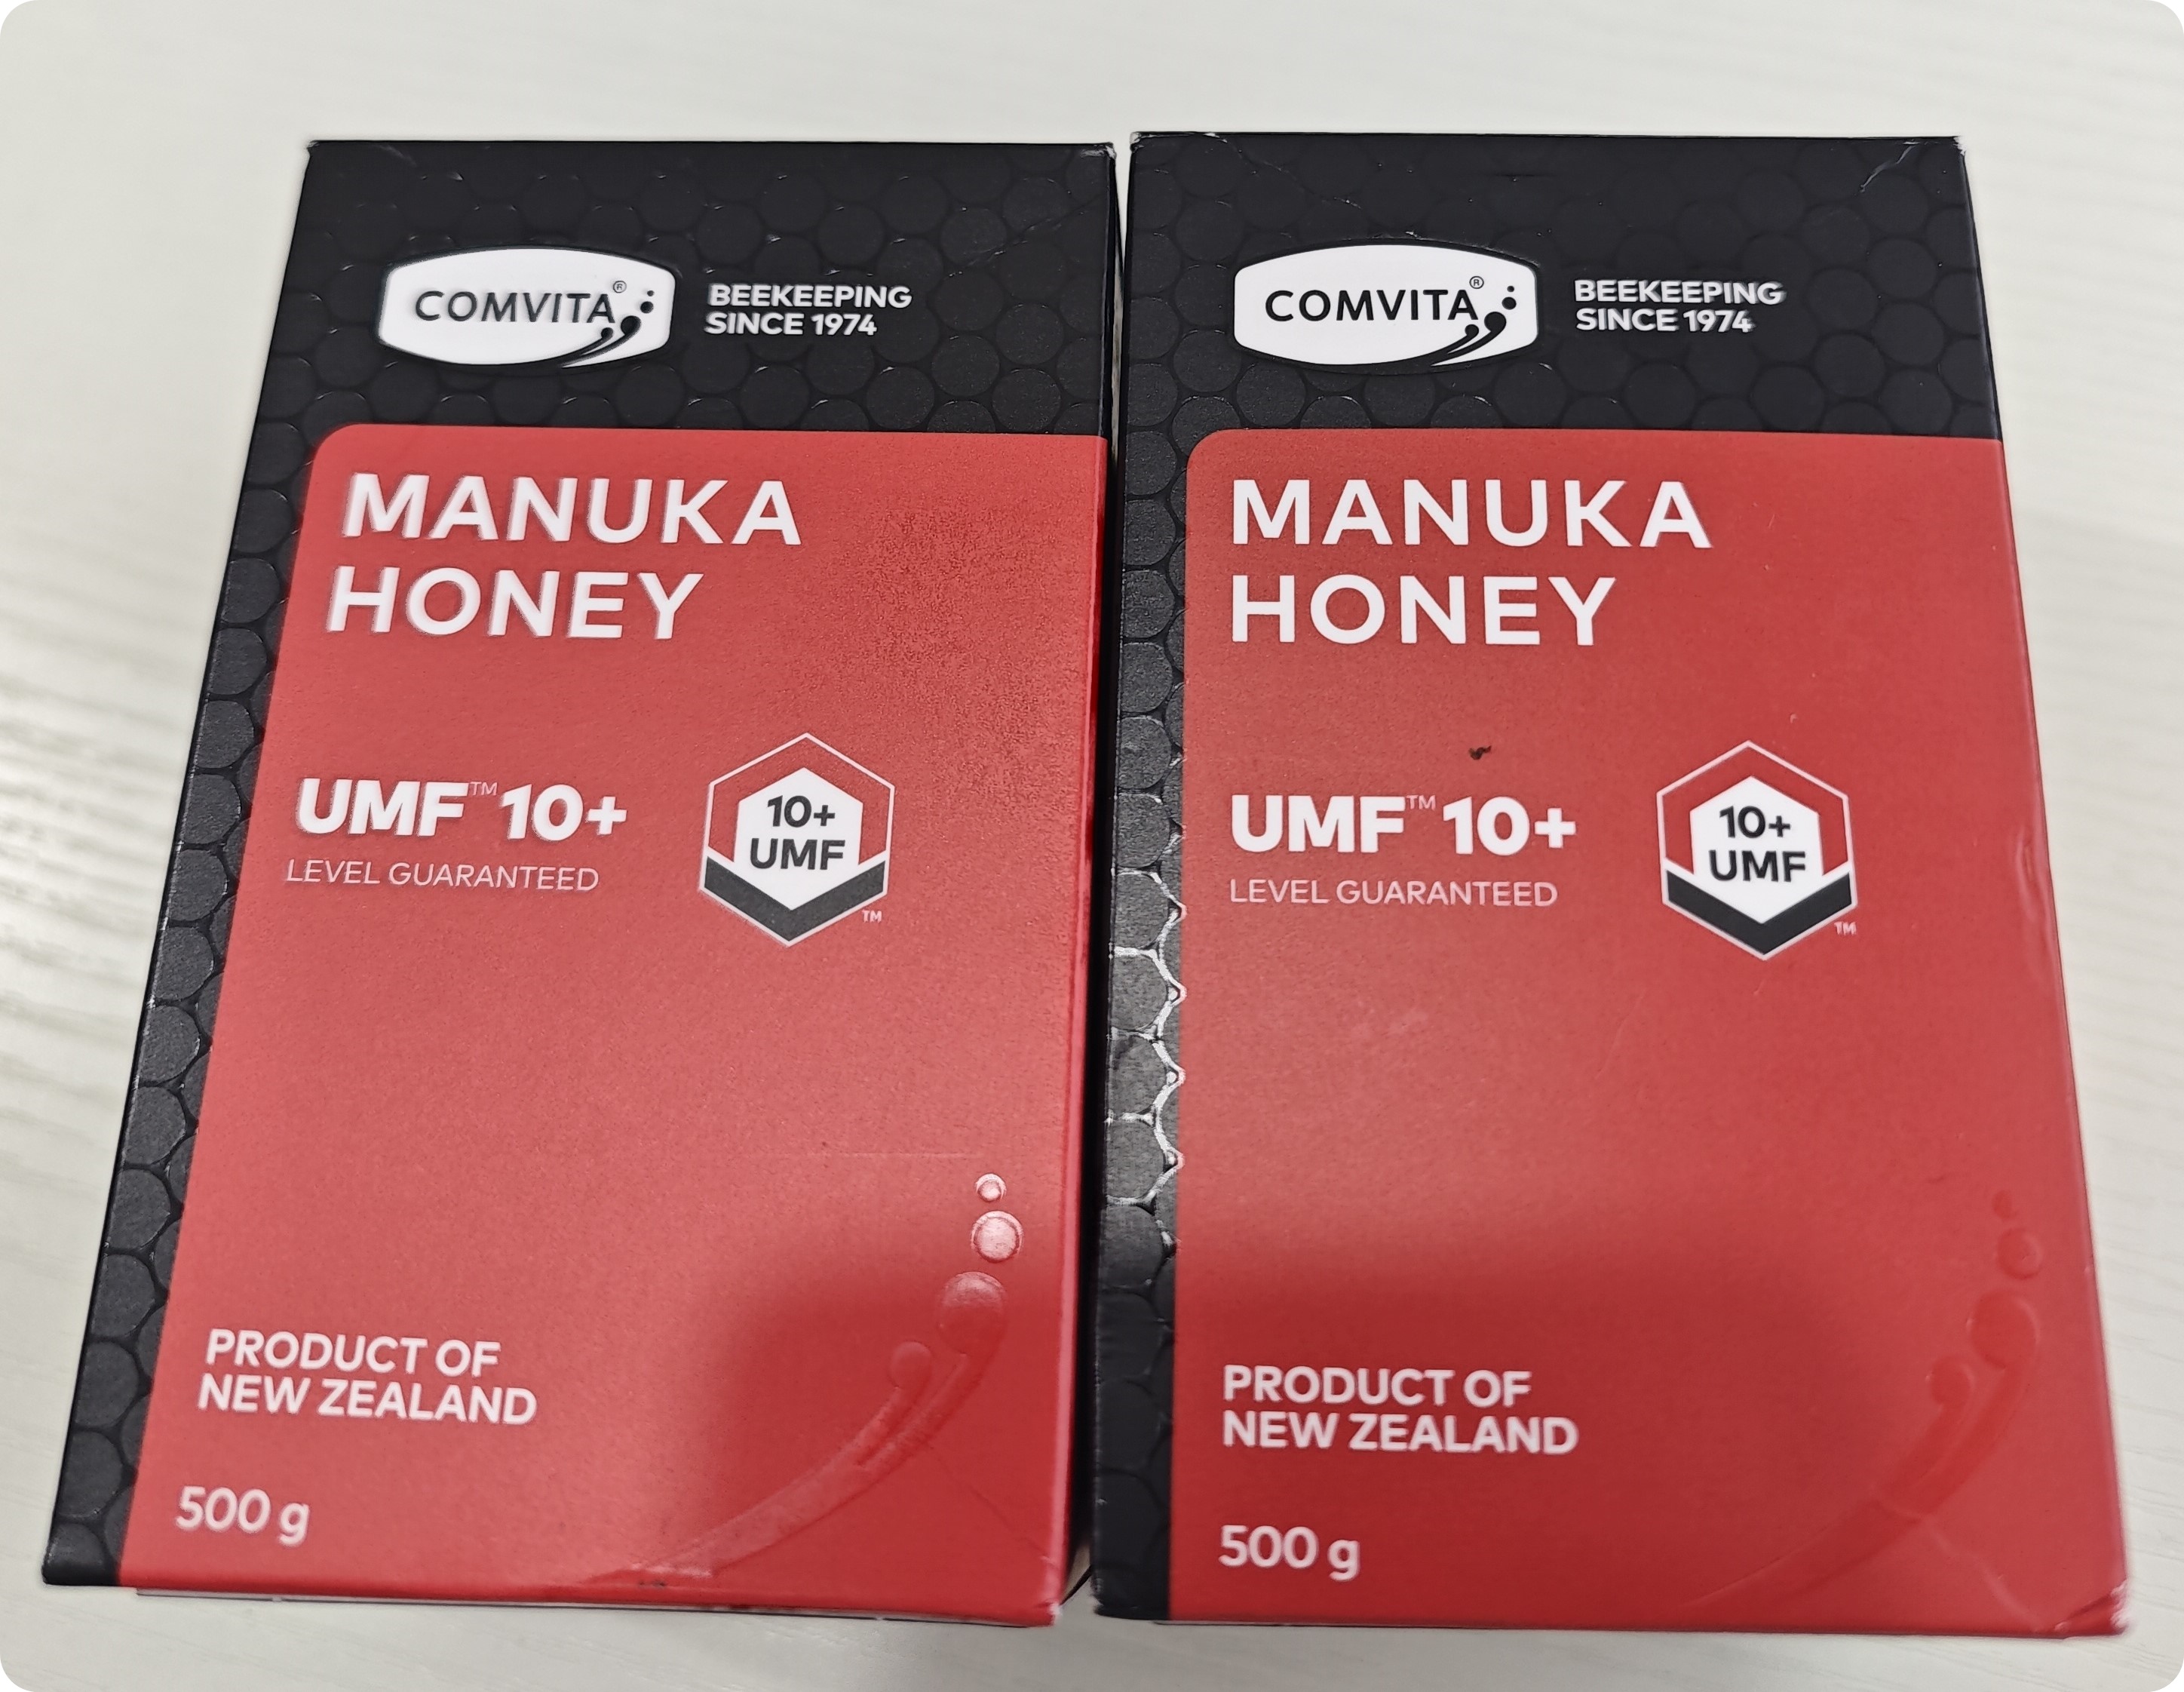 COMVITA®
BEEKEEPING
SINCE 1974
MANUKA
HONEY
UMF™ 10+
LEVEL GUARANTEED
10+
UMF
TM
PRODUCT OF
NEW ZEALAND
500 g
COMVITA®
BEEKEEPING
SINCE 1974
MANUKA
HONEY
UMF™ 10+
LEVEL GUARANTEED
10+
UMF
TM
PRODUCT OF
NEW ZEALAND
500 g